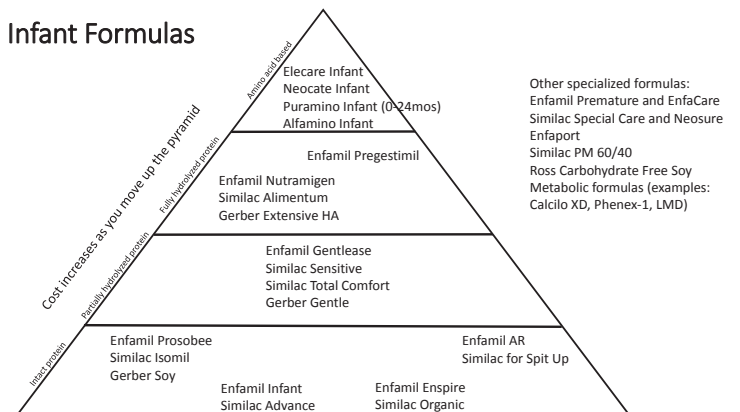 Infant Formulas
Amino acid based
Elecare Infant
Neocate Infant
Puramino Infant (0-24mos)
Alfamino Infant
Fully hydrolyzed protein
Enfamil Pregestimil
Enfamil Nutramigen
Similac Alimentum
Gerber Extensive HA
Partially hydrolyzed protein
Enfamil Gentlease
Similac Sensitive
Similac Total Comfort
Gerber Gentle
Intact protein
Enfamil Prosobee
Similac Isomil
Gerber Soy
Enfamil AR
Similac for Spit Up
Enfamil Infant
Similac Advance
Enfamil Enspire
Similac Organic
Cost increases as you move up the pyramid
Other specialized formulas:
Enfamil Premature and EnfaCare
Similac Special Care and Neosure
Enfaport
Similac PM 60/40
Ross Carbohydrate Free Soy
Metabolic formulas (examples:
Calcilo XD, Phenex-1, LMD)